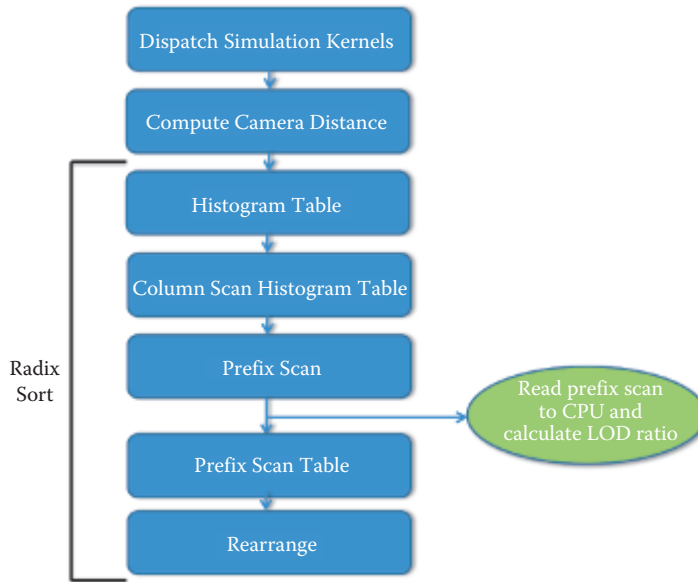 Dispatch Simulation Kernels
Compute Camera Distance
Histogram Table
Column Scan Histogram Table
Radix
Sort
Prefix Scan
Read prefix scan
to CPU and
calculate LOD ratio
Prefix Scan Table
Rearrange